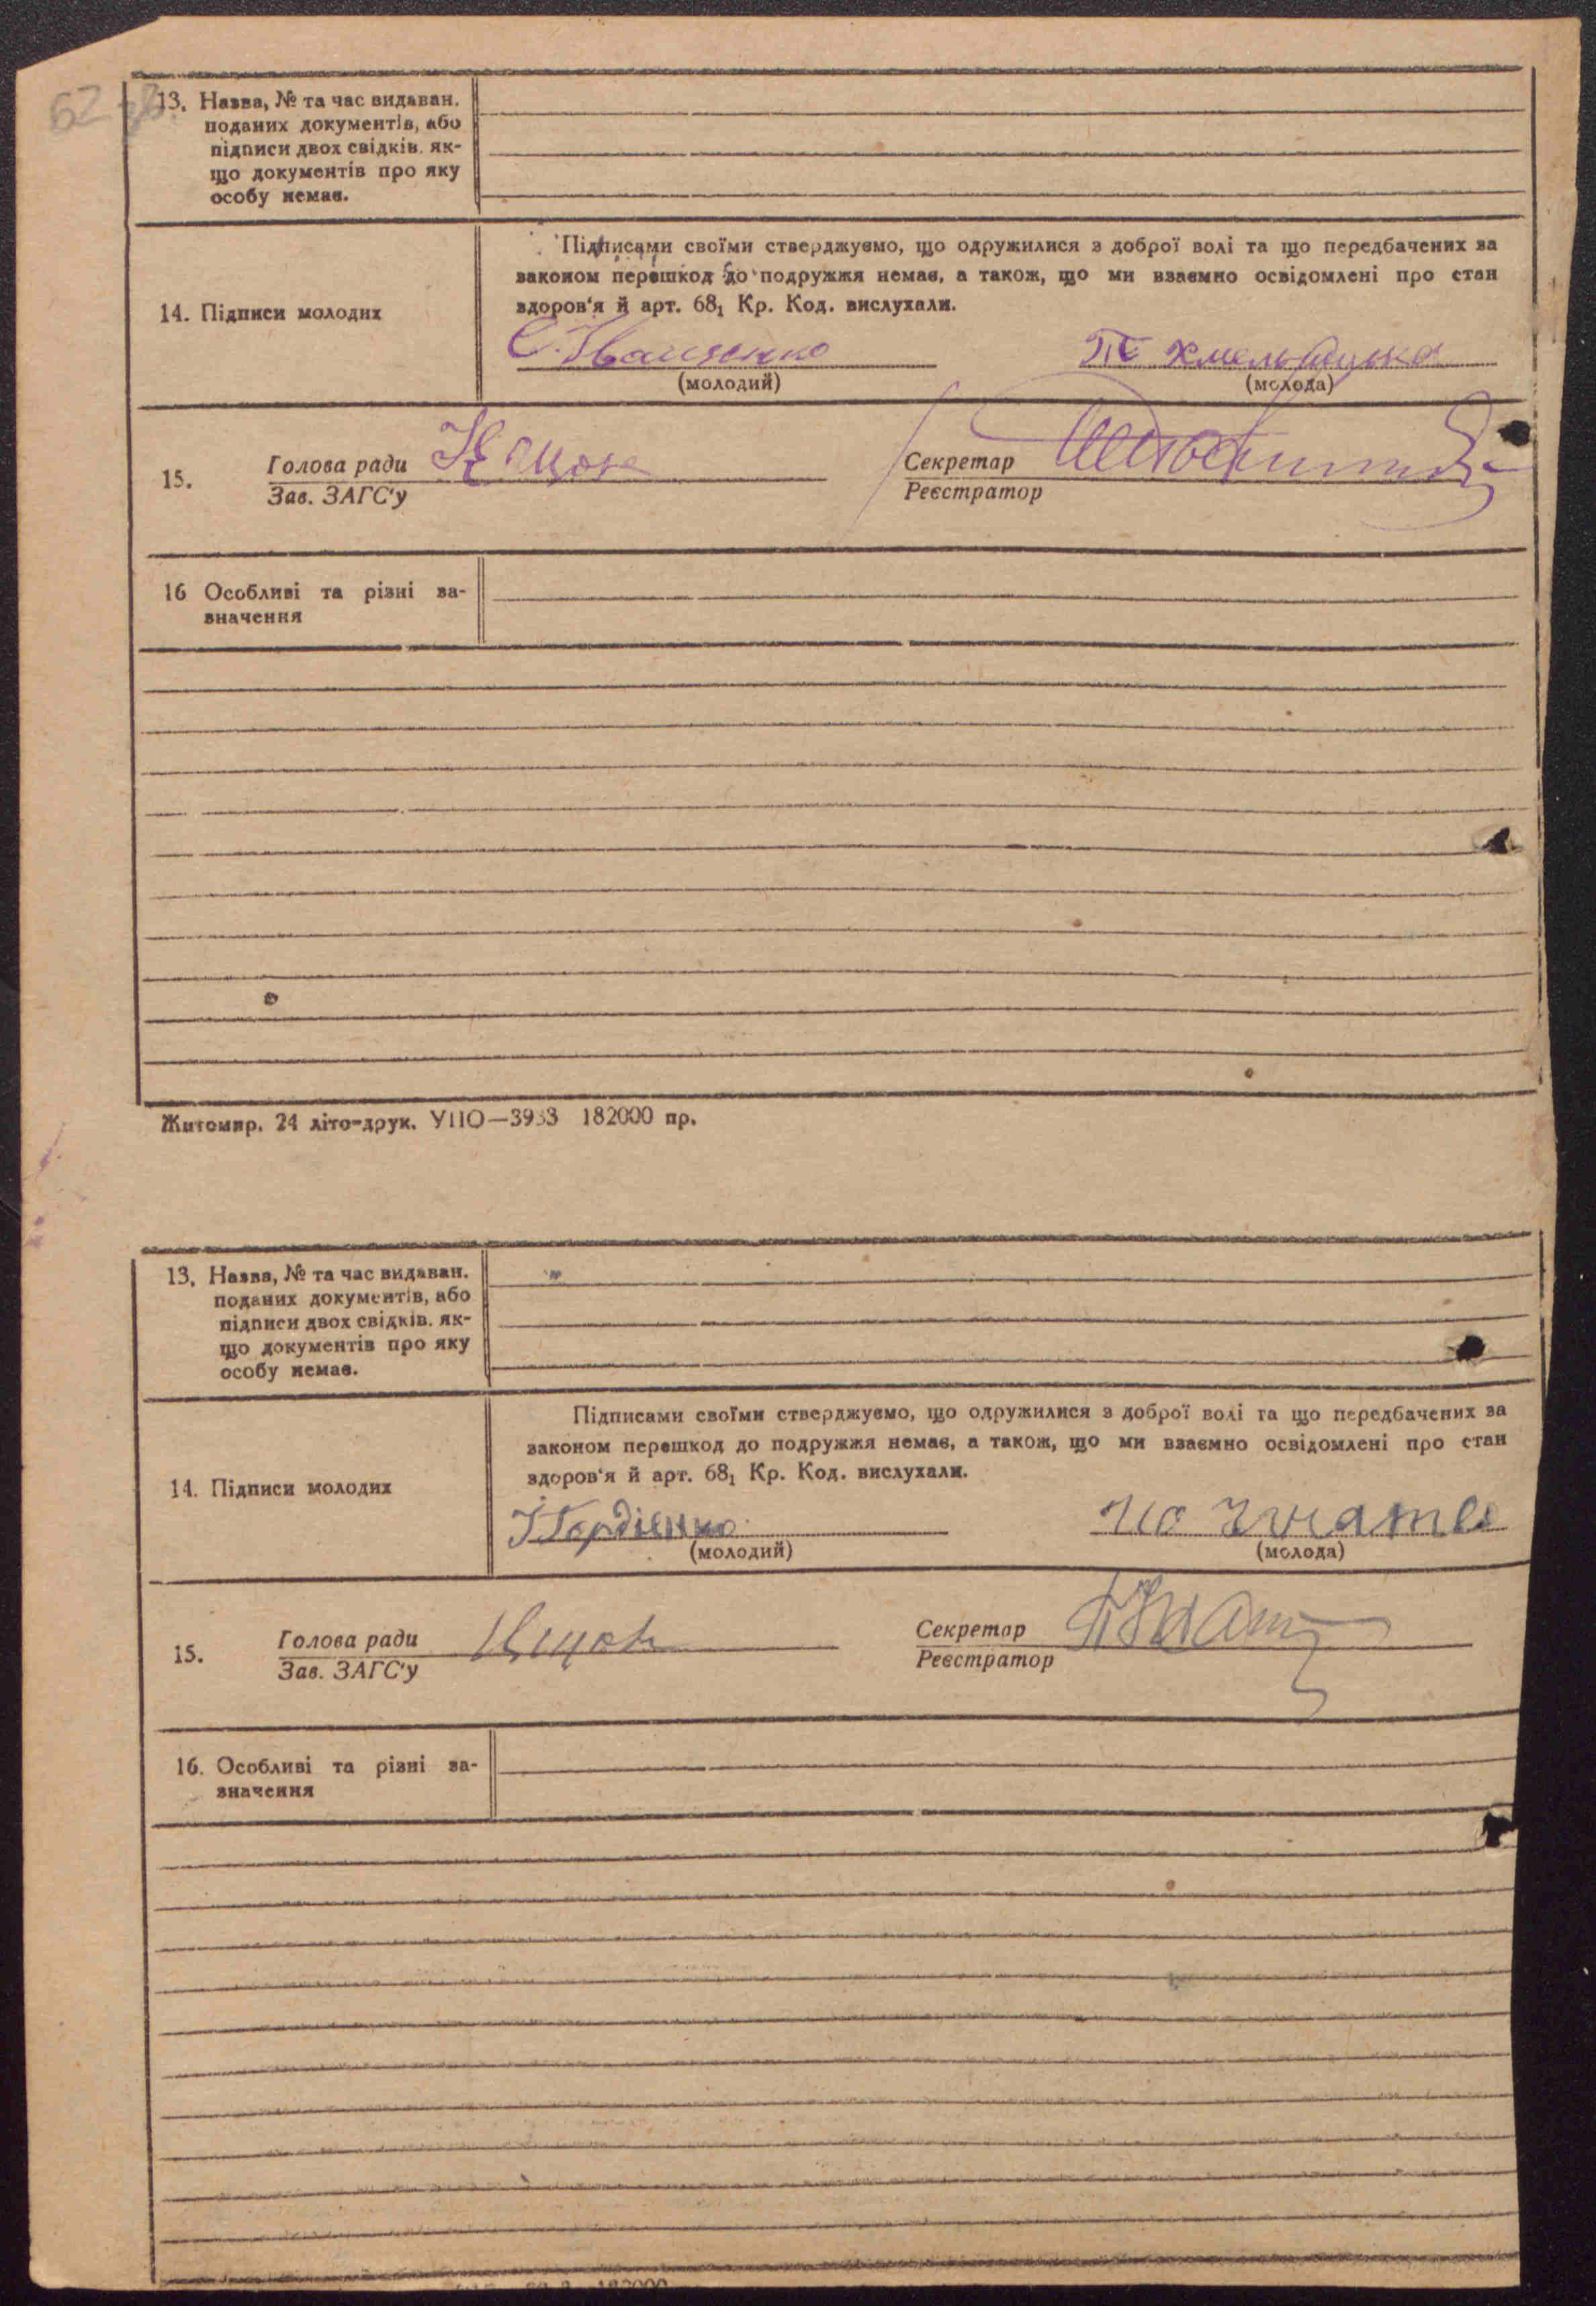 62 зв.
13. Назва, № та час видаван.
поданих документів, або
підписи двох свідків. як-
що документів про яку
особу немає.
Підписами своїми стверджуємо, що одружилися з доброї волі та що передбачених за
законом перешкод до подружжя немає, а також, що ми взаємно освідомлені про стан
здоров'я й арт. 68₁ Кр. Код. вислухали.
14. Підписи молодих
(молодий) (молода)
15. Голова ради Секретар
Зав. ЗАГС'у Реєстратор
16 Особливі та різні за-
значення
Житомир. 24 літо-друк. УПО—3933 182000 пр.
13. Назва, № та час видаван.
поданих документів, або
підписи двох свідків. як-
що документів про яку
особу немає.
Підписами своїми стверджуємо, що одружилися з доброї волі та що передбачених за
законом перешкод до подружжя немає, а також, що ми взаємно освідомлені про стан
здоров'я й арт. 68₁ Кр. Код. вислухали.
14. Підписи молодих
Гордієнко
(молодий) (молода)
15. Голова ради Секретар
Зав. ЗАГС'у Реєстратор
16. Особливі та різні за-
значення